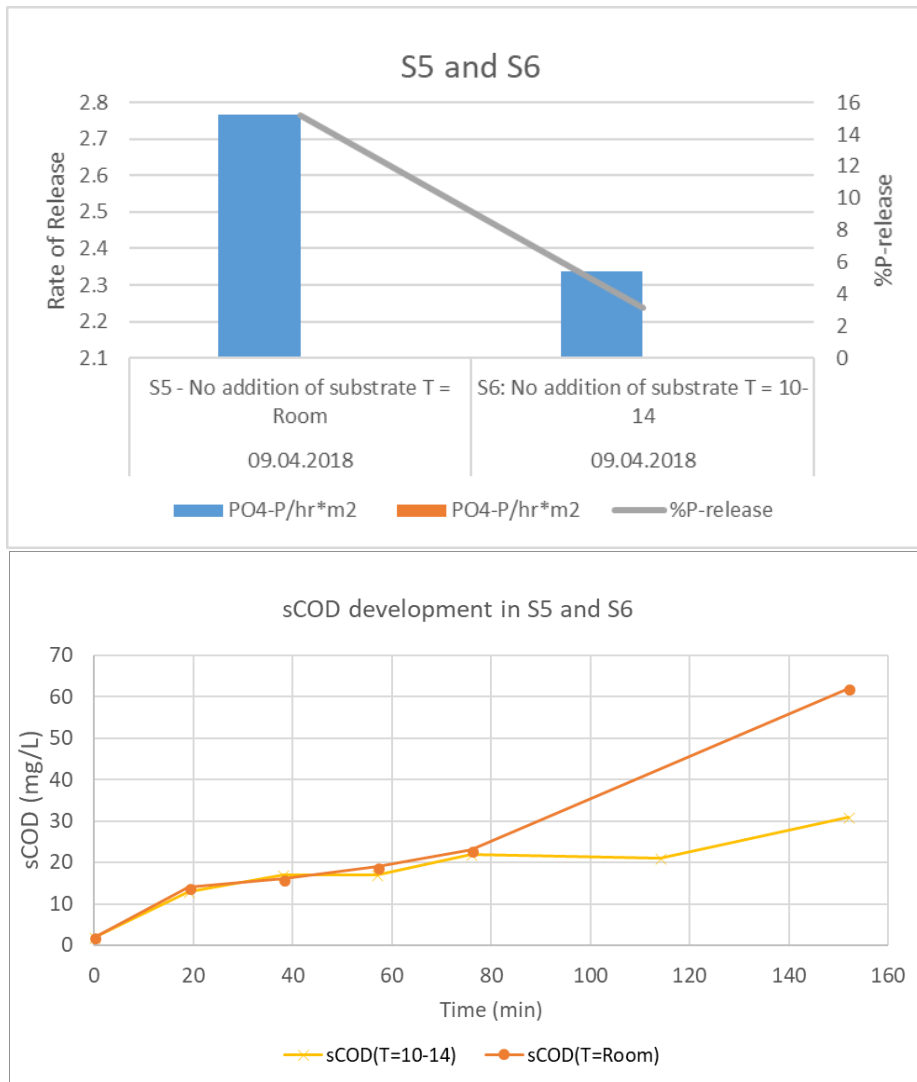 S5 and S6
2.8
2.7
2.6
2.5
2.4
2.3
2.2
2.1
Rate of Release
16
14
12
10
8
6
4
2
0
%P-release
S5 - No addition of substrate T =
Room
S6: No addition of substrate T = 10-
14
09.04.2018
09.04.2018
PO4-P/hr*m2
PO4-P/hr*m2
%P-release
sCOD development in S5 and S6
70
60
50
40
30
20
10
0
sCOD (mg/L)
0 20 40 60 80 100 120 140 160
Time (min)
sCOD(T=10-14)
sCOD(T=Room)